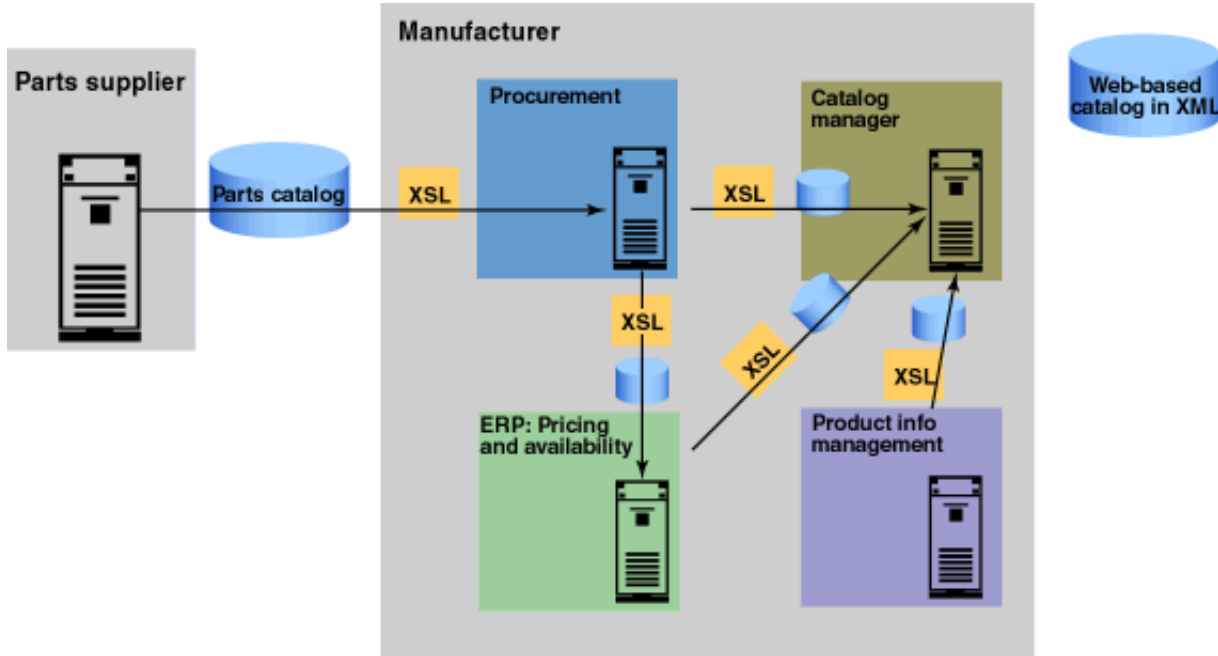 Manufacturer
Parts supplier
Procurement
Catalog
manager
Web-based
catalog in XML
Parts catalog
XSL
XSL
XSL
XSL
XSL
ERP: Pricing
and availability
Product info
management